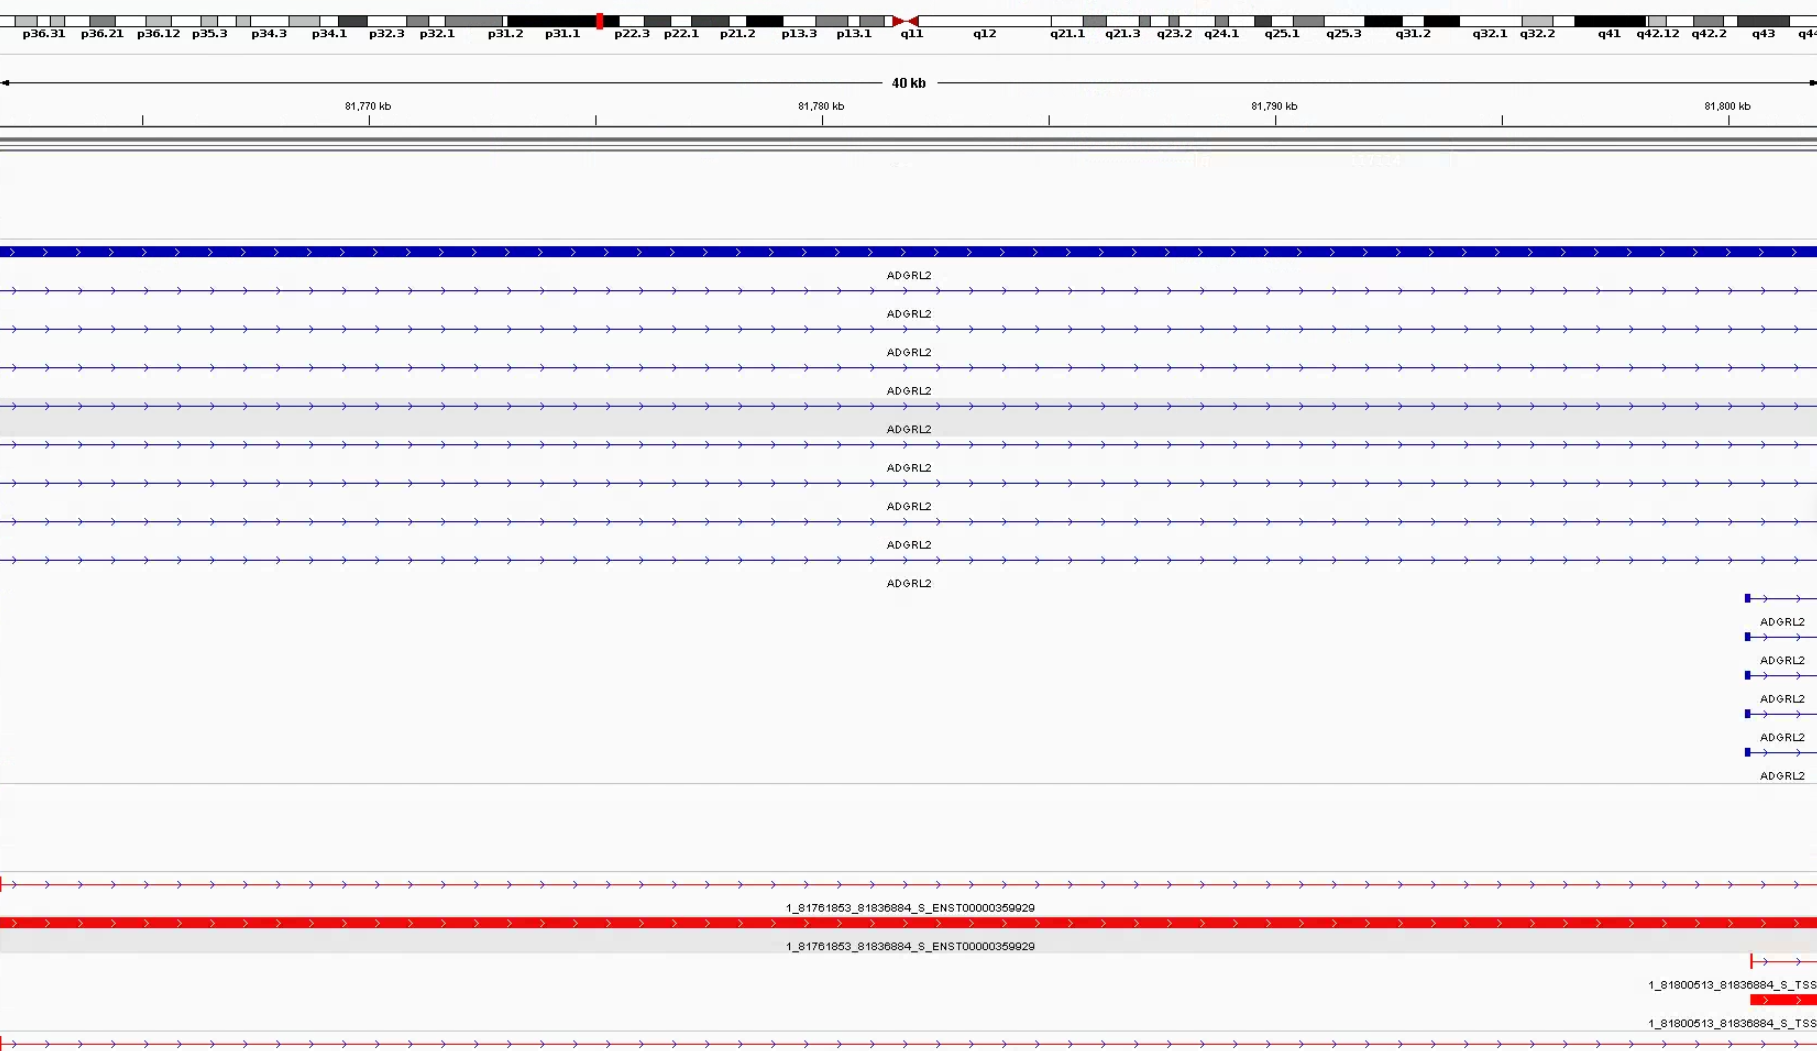 p36.31 p36.21 p36.12 p35.3 p34.3 p34.1 p32.3 p32.1 p31.2 p31.1 p22.3 p22.1 p21.2 p13.3 p13.1 q11 q12 q21.1 q21.3 q23.2 q24.1 q25.1 q25.3 q31.2 q32.1 q32.2 q41 q42.12 q42.2 q43 q44
40 kb
81,770 kb 81,780 kb 81,790 kb 81,800 kb
ADGRL2
ADGRL2
ADGRL2
ADGRL2
ADGRL2
ADGRL2
ADGRL2
ADGRL2
ADGRL2
ADGRL2
ADGRL2
ADGRL2
ADGRL2
ADGRL2
1_81761853_81836884_S_ENST00000359929
1_81761853_81836884_S_ENST00000359929
1_81800513_81836884_S_TSS
1_81800513_81836884_S_TSS